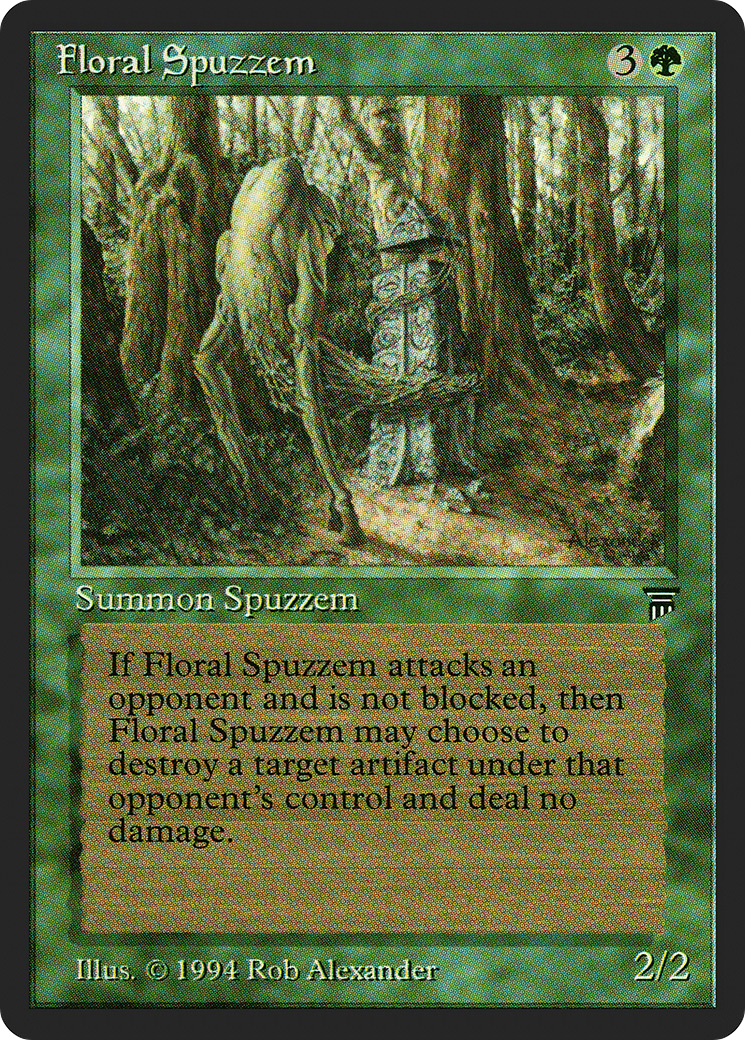 Floral Spuzzem 3
Alexander
Summon Spuzzem
If Floral Spuzzem attacks an
opponent and is not blocked, then
Floral Spuzzem may choose to
destroy a target artifact under that
opponent's control and deal no
damage.
Illus. © 1994 Rob Alexander
2/2